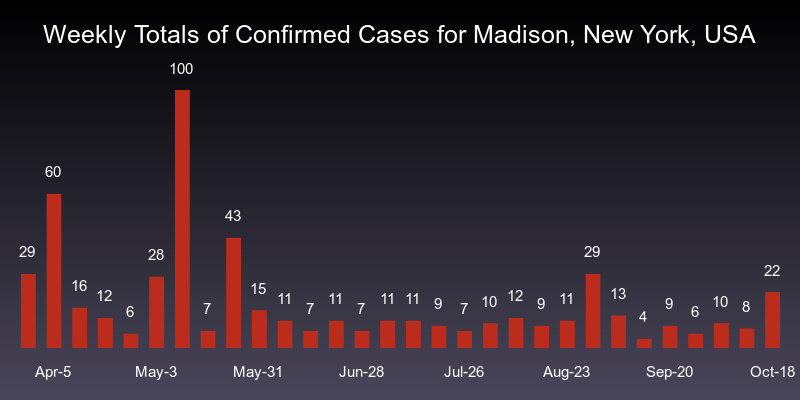 Weekly Totals of Confirmed Cases for Madison, New York, USA
29 60 16 12 6 28 100 7 43 15 11 7 11 7 11 11 9 7 10 12 9 11 29 13 4 9 6 10 8 22
Apr-5 May-3 May-31 Jun-28 Jul-26 Aug-23 Sep-20 Oct-18